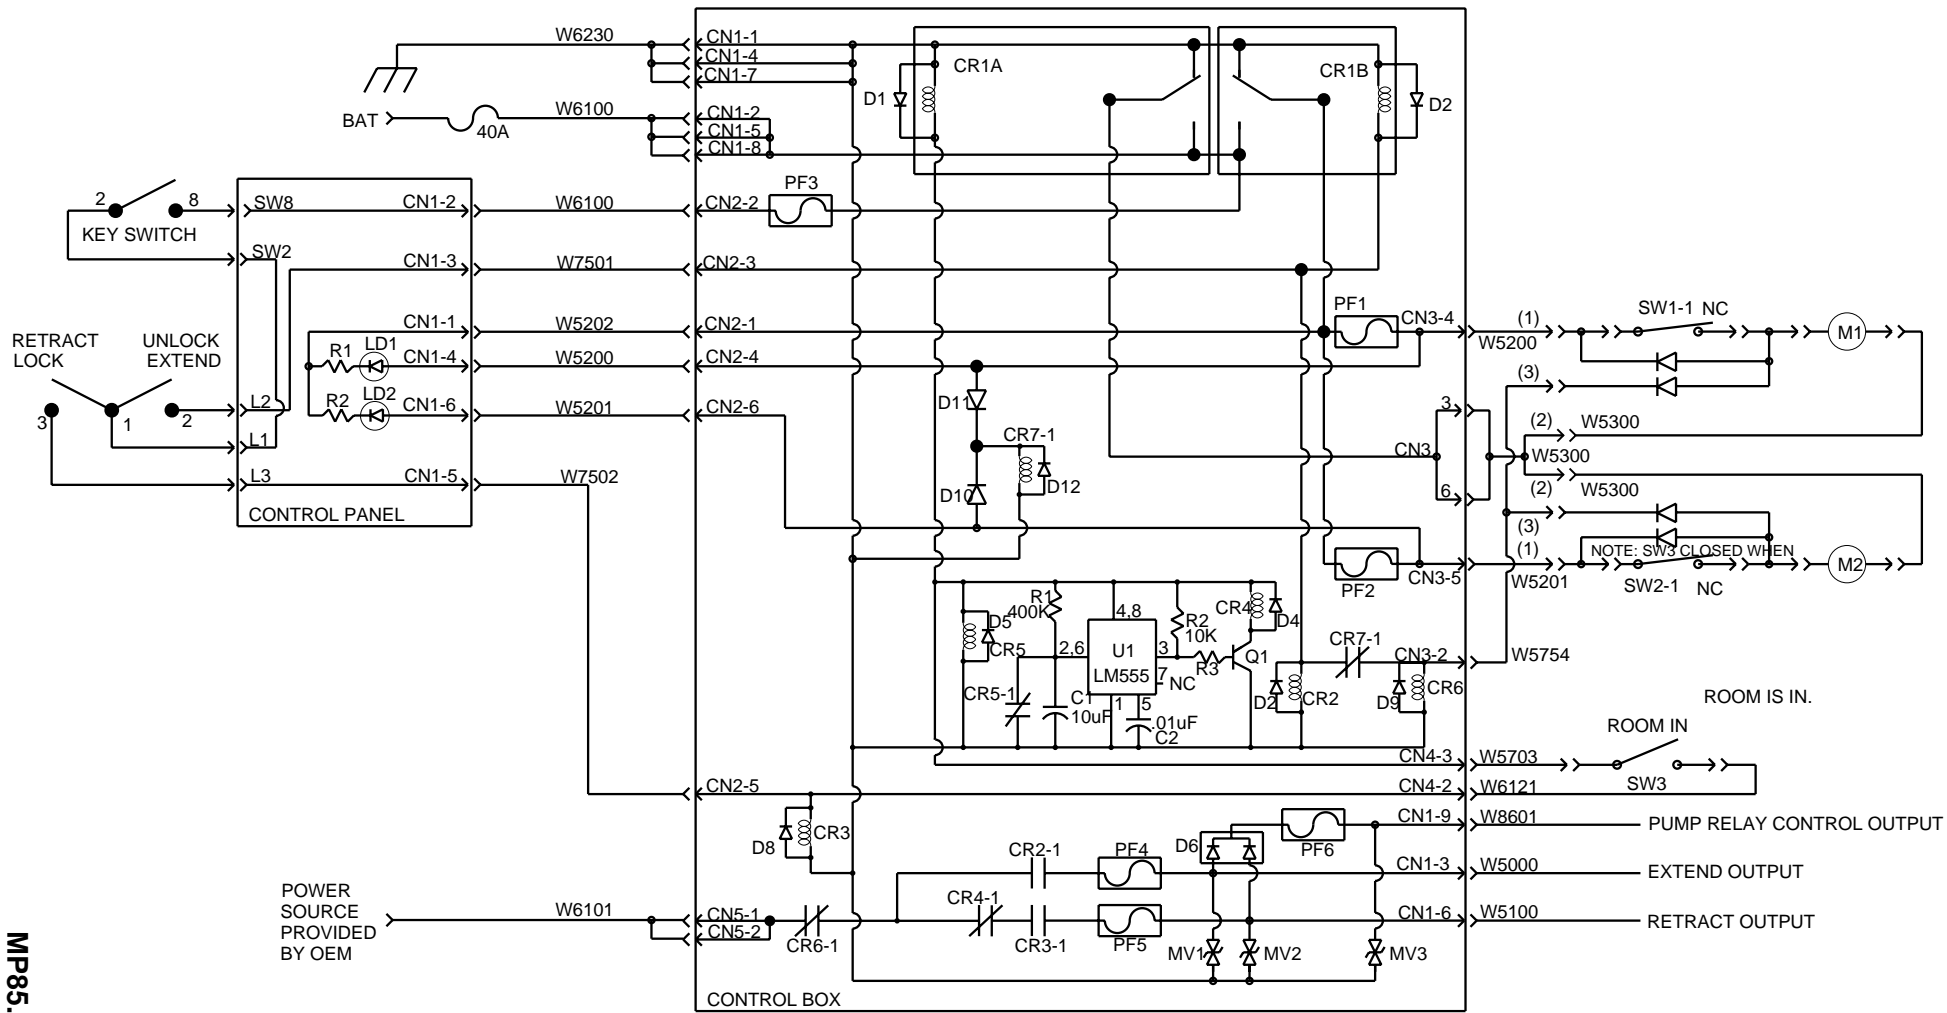 W6230
CN1-1
CN1-4
CN1-7
CR1A
CR1B
D1
D2
BAT
40A
W6100
CN1-2
CN1-5
CN1-8
PF3
2
8
KEY SWITCH
SW8
CN1-2
W6100
CN2-2
SW2
CN1-3
W7501
CN2-3
RETRACT
LOCK
UNLOCK
EXTEND
3
1
2
CN1-1
W5202
CN2-1
PF1
CN3-4
(1)
W5200
SW1-1
NC
M1
R1
LD1
CN1-4
W5200
CN2-4
(3)
L2
R2
LD2
CN1-6
W5201
CN2-6
D11
3
(2)
W5300
L1
CR7-1
CN3
W5300
L3
CN1-5
W7502
D10
D12
6
(2)
W5300
CONTROL PANEL
(3)
(1)
NOTE: SW3 CLOSED WHEN
W5201
SW2-1
NC
M2
PF2
CN3-5
R1
400K
4,8
R2
10K
CR4
D4
D5
CR5
2,6
U1
LM555
3
7
NC
R3
Q1
CR7-1
CN3-2
W5754
CR5-1
C1
10uF
1
5
.01uF
C2
D2
CR2
D9
CR6
ROOM IS IN.
ROOM IN
CN4-3
W5703
SW3
CN2-5
CN4-2
W6121
D8
CR3
CN1-9
W8601
PUMP RELAY CONTROL OUTPUT
D6
PF6
CR2-1
PF4
CN1-3
W5000
EXTEND OUTPUT
POWER
SOURCE
PROVIDED
BY OEM
W6101
CN5-1
CN5-2
CR6-1
CR4-1
CR3-1
PF5
CN1-6
W5100
RETRACT OUTPUT
MV1
MV2
MV3
CONTROL BOX
MP85.